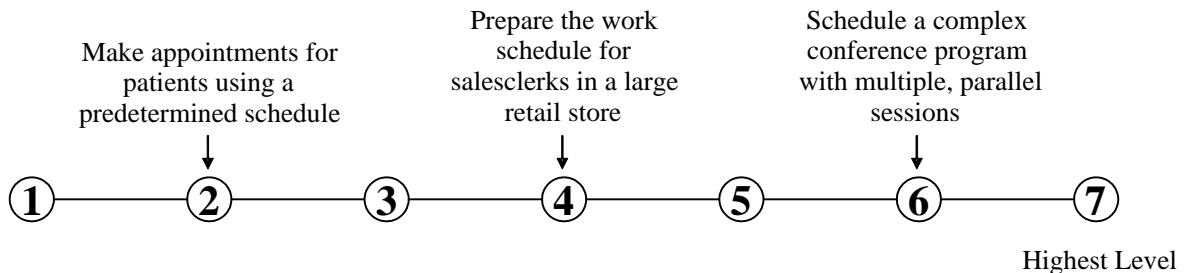 Make appointments for
patients using a
predetermined schedule
Prepare the work
schedule for
salesclerks in a large
retail store
Schedule a complex
conference program
with multiple, parallel
sessions
1 2 3 4 5 6 7
Highest Level